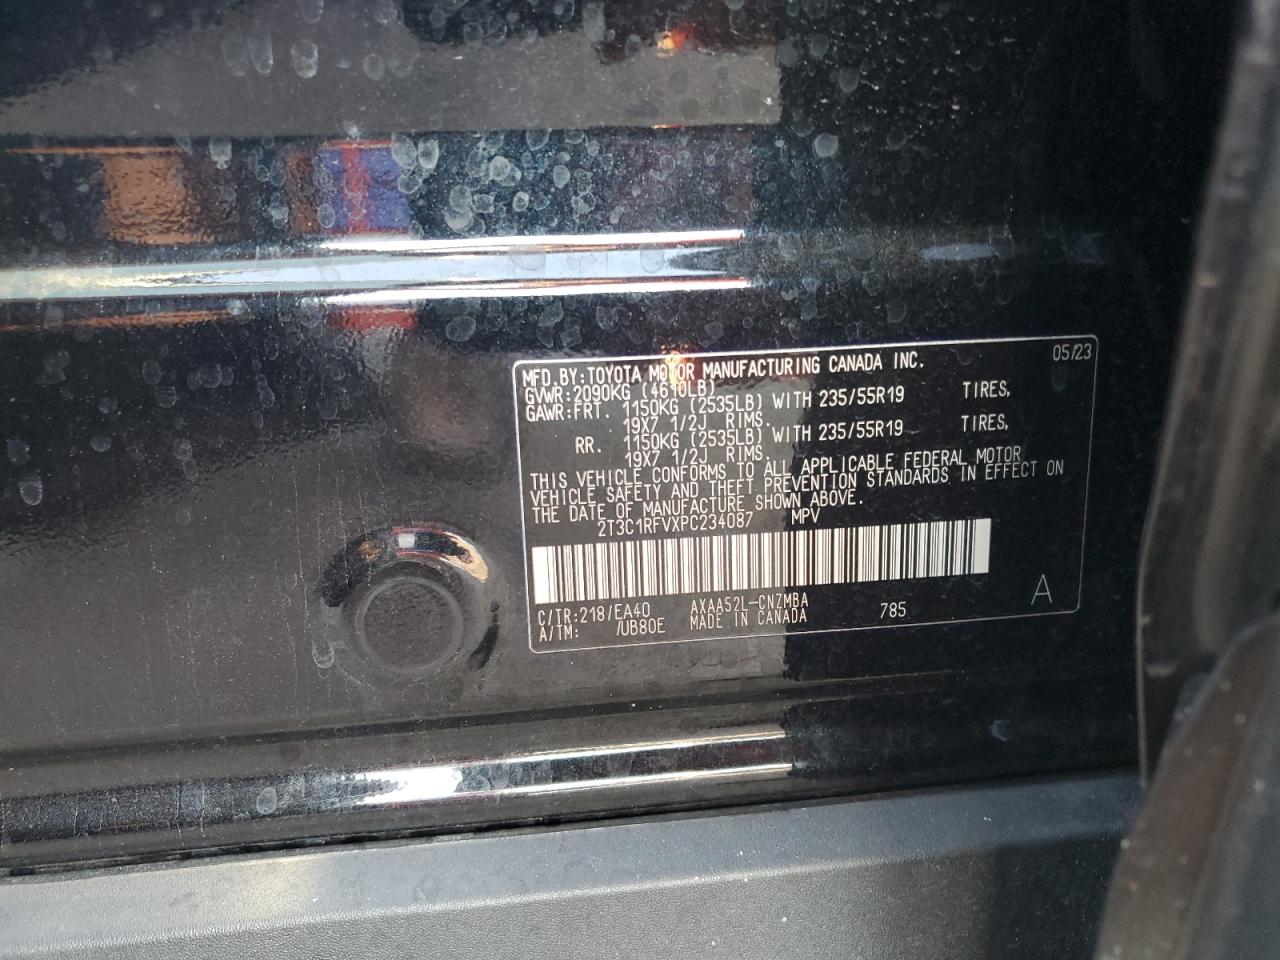 05/23
MFD.BY:TOYOTA MOTOR MANUFACTURING CANADA INC.
GVWR:2090KG (4610LB)
GAWR:FRT. 1150KG (2535LB) WITH 235/55R19 TIRES,
19X7 1/2J RIMS.
RR. 1150KG (2535LB) WITH 235/55R19 TIRES,
19X7 1/2J RIMS.
THIS VEHICLE CONFORMS TO ALL APPLICABLE FEDERAL MOTOR
VEHICLE SAFETY AND THEFT PREVENTION STANDARDS IN EFFECT ON
THE DATE OF MANUFACTURE SHOWN ABOVE.
2T3C1RFVXPC234087 MPV
C/TR:218/EA40 AXAA52L-CNZMBA 785 A
A/TM: /UB80E MADE IN CANADA